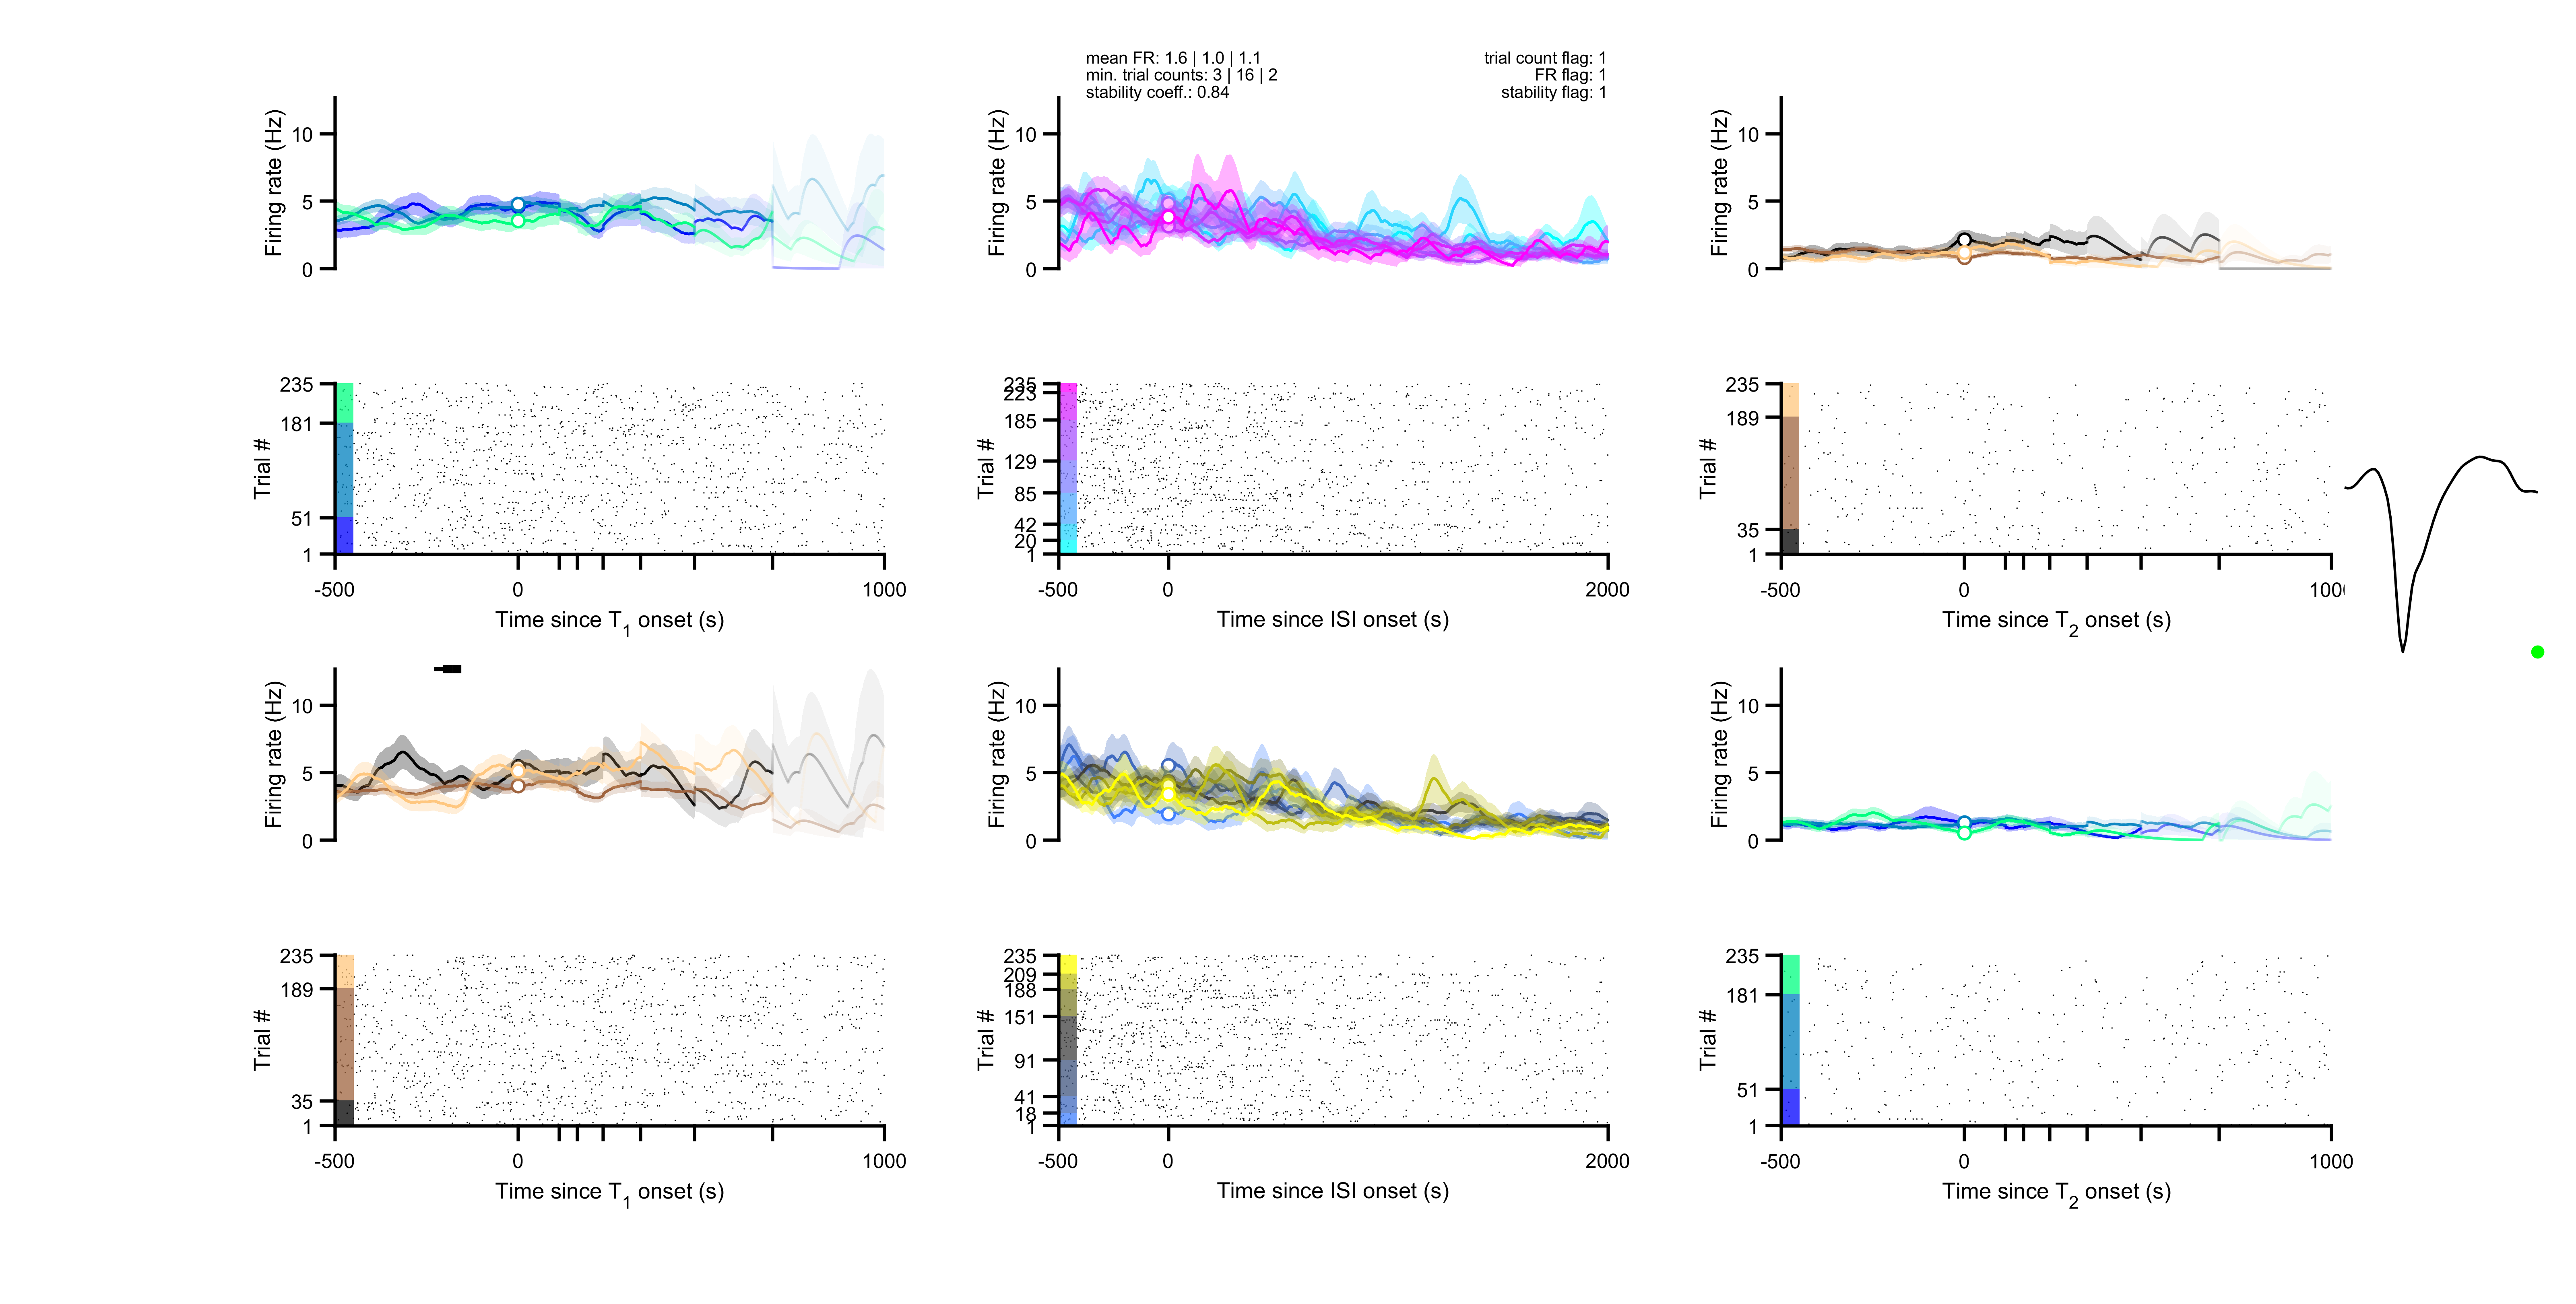 mean FR: 1.6 | 1.0 | 1.1
min. trial counts: 3 | 16 | 2
stability coeff.: 0.84
trial count flag: 1
FR flag: 1
stability flag: 1
Firing rate (Hz)
10
5
0
Firing rate (Hz)
10
5
0
Firing rate (Hz)
10
5
0
Trial #
235
181
51
1
-500
0
1000
Time since T1 onset (s)
Trial #
235
223
185
129
85
42
20
1
-500
0
2000
Time since ISI onset (s)
Trial #
235
189
35
1
-500
0
1000
Time since T2 onset (s)
Firing rate (Hz)
10
5
0
Firing rate (Hz)
10
5
0
Firing rate (Hz)
10
5
0
Trial #
235
189
35
1
-500
0
1000
Time since T1 onset (s)
Trial #
235
209
188
151
91
41
18
1
-500
0
2000
Time since ISI onset (s)
Trial #
235
181
51
1
-500
0
1000
Time since T2 onset (s)